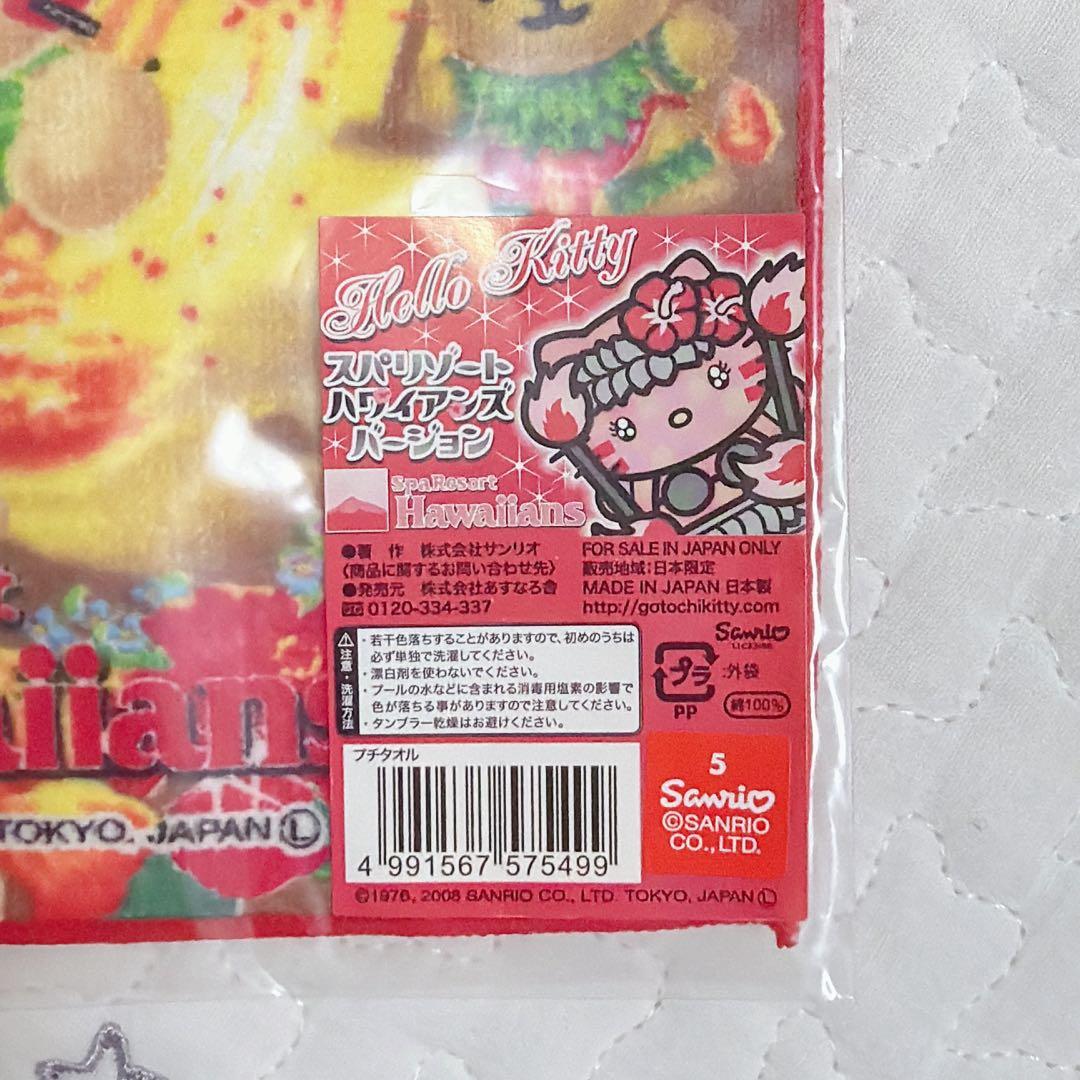 Hello Kitty
スパリゾート
ハワイアンズ
バージョン
SpaResort
Hawaiians
●著 作 株式会社サンリオ
〈商品に関するお問い合わせ先〉
●発売元 株式会社あすなろ舎
0120-334-337
FOR SALE IN JAPAN ONLY
販売地域:日本限定
MADE IN JAPAN 日本製
http://gotochikitty.com
注意・洗濯方法
・若干色落ちすることがありますので、初めのうちは
必ず単独で洗濯してください。
・漂白剤を使わないでください。
・プールの水などに含まれる消毒用塩素の影響で
色が落ちる事がありますので注意してください。
・タンブラー乾燥はお避けください。
Sanrio
プラ
:外袋
PP
綿100%
プチタオル
4 991567 575499
5
Sanrio
©SANRIO
CO.,LTD.
©1976, 2008 SANRIO CO., LTD. TOKYO, JAPAN Ⓛ
iians
TOKYO, JAPAN Ⓛ